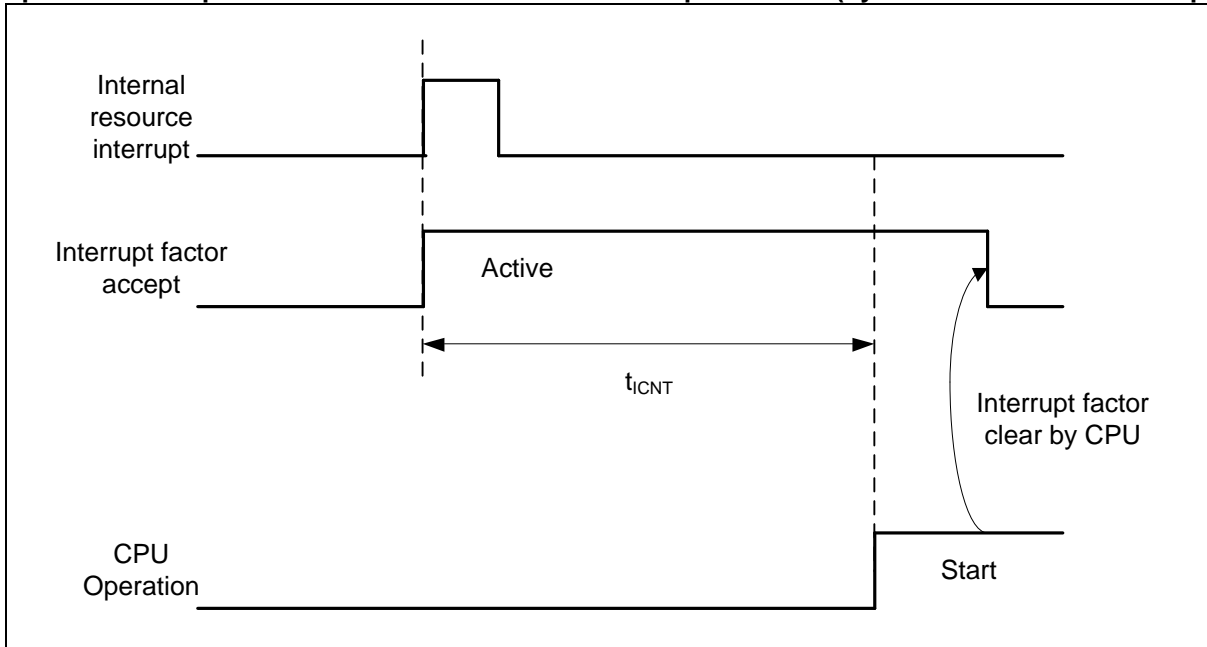 Internal
resource
interrupt
Interrupt factor
accept
Active
tICNT
Interrupt factor
clear by CPU
CPU
Operation
Start